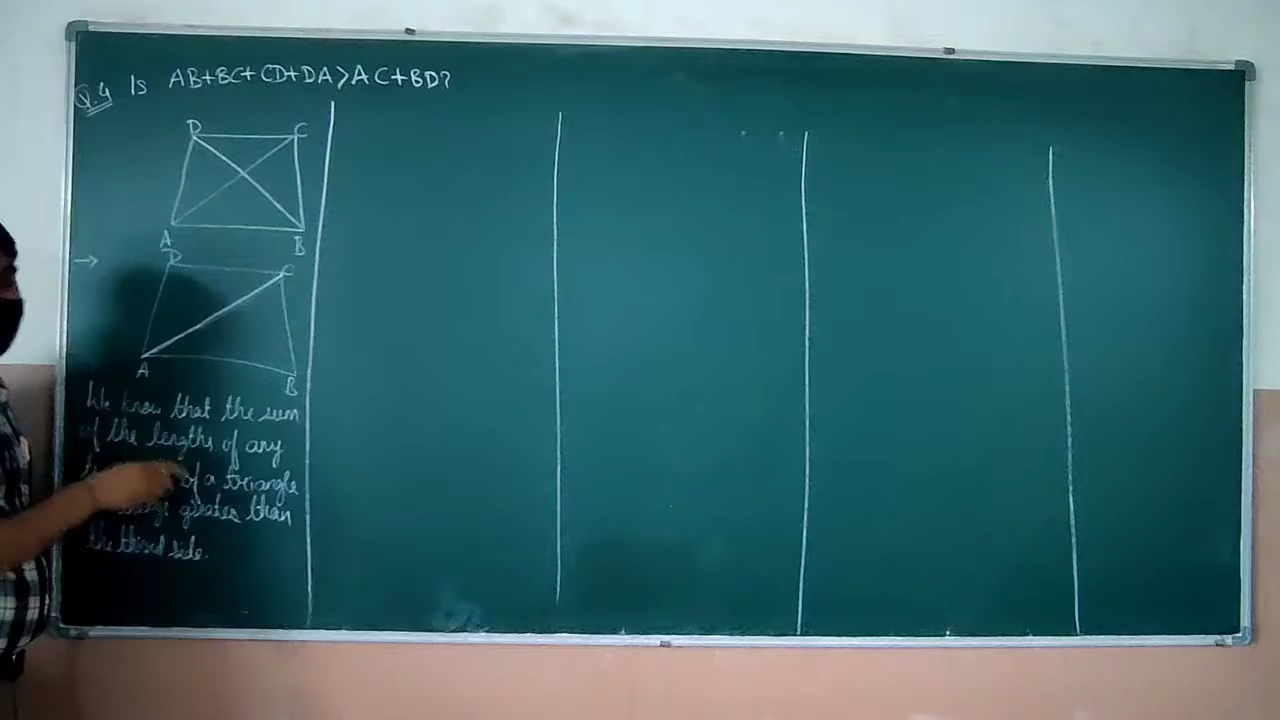 Q.4 Is AB+BC+CD+DA>AC+BD?
D C
A B
→
D C
A B
We know that the sum
of the lengths of any
of a triangle
greater than
the third side.